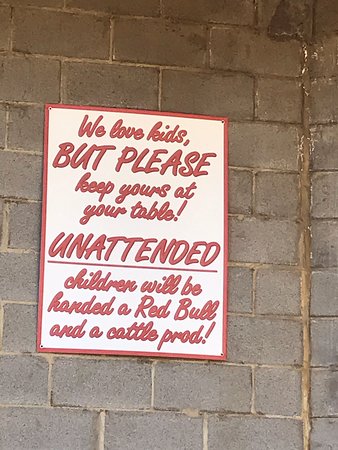 We love kids,
BUT PLEASE
keep yours at
your table!
UNATTENDED
children will be
handed a Red Bull
and a cattle prod!